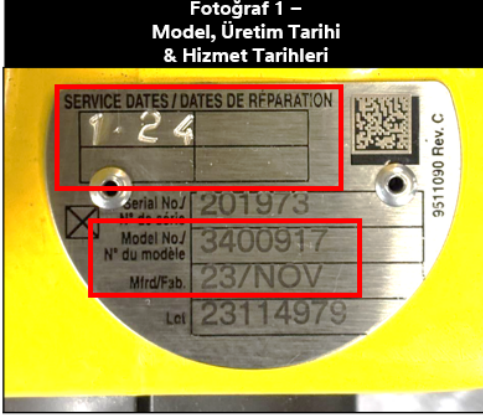 Fotoğraf 1 –
Model, Üretim Tarihi
& Hizmet Tarihleri
SERVICE DATES / DATES DE RÉPARATION
1-24
9511090 Rev. C
Serial No./
N° de série
201973
Model No./
N° du modèle
3400917
Mfrd/Fab.
23/NOV
Lot
23114979